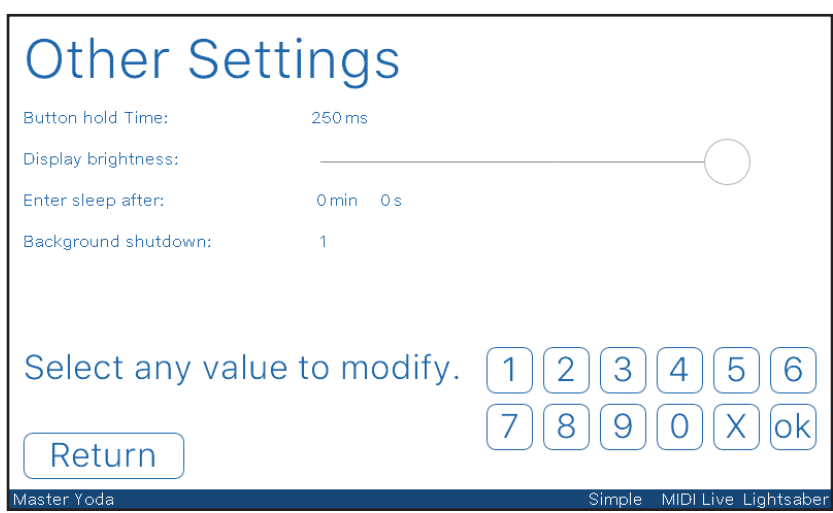 Other Settings
Button hold Time: 250 ms
Display brightness:
Enter sleep after: 0 min 0 s
Background shutdown: 1
Select any value to modify. 1 2 3 4 5 6
7 8 9 0 X ok
Return
Master Yoda Simple MIDI Live Lightsaber